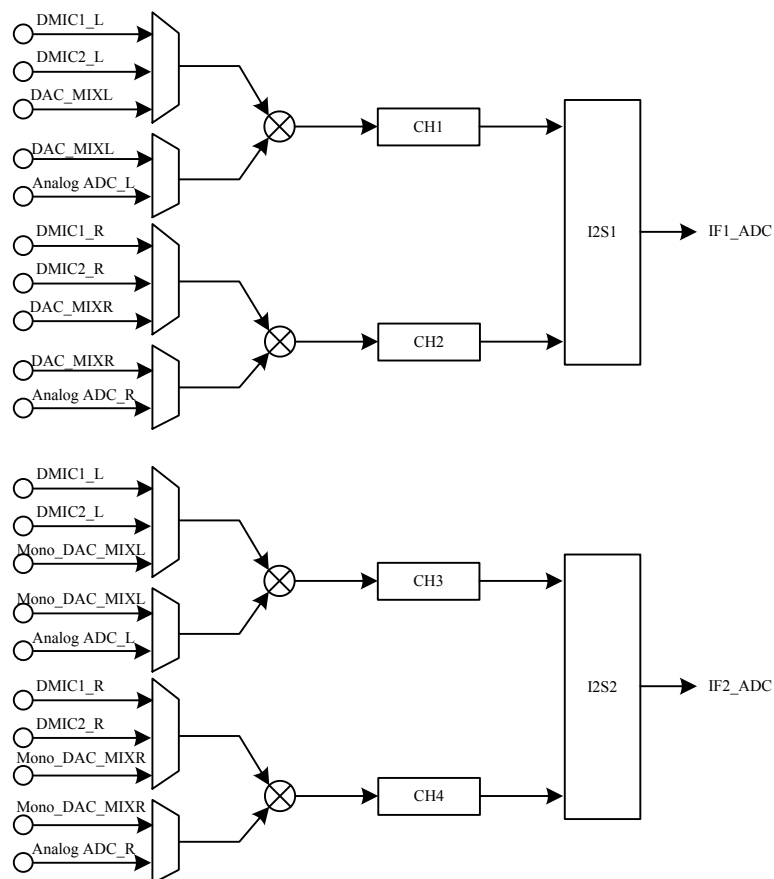 DMIC1_L
DMIC2_L
DAC_MIXL
CH1
DAC_MIXL
Analog ADC_L
DMIC1_R
I2S1
IF1_ADC
DMIC2_R
DAC_MIXR
CH2
DAC_MIXR
Analog ADC_R
DMIC1_L
DMIC2_L
Mono_DAC_MIXL
CH3
Mono_DAC_MIXL
Analog ADC_L
DMIC1_R
I2S2
IF2_ADC
DMIC2_R
Mono_DAC_MIXR
CH4
Mono_DAC_MIXR
Analog ADC_R